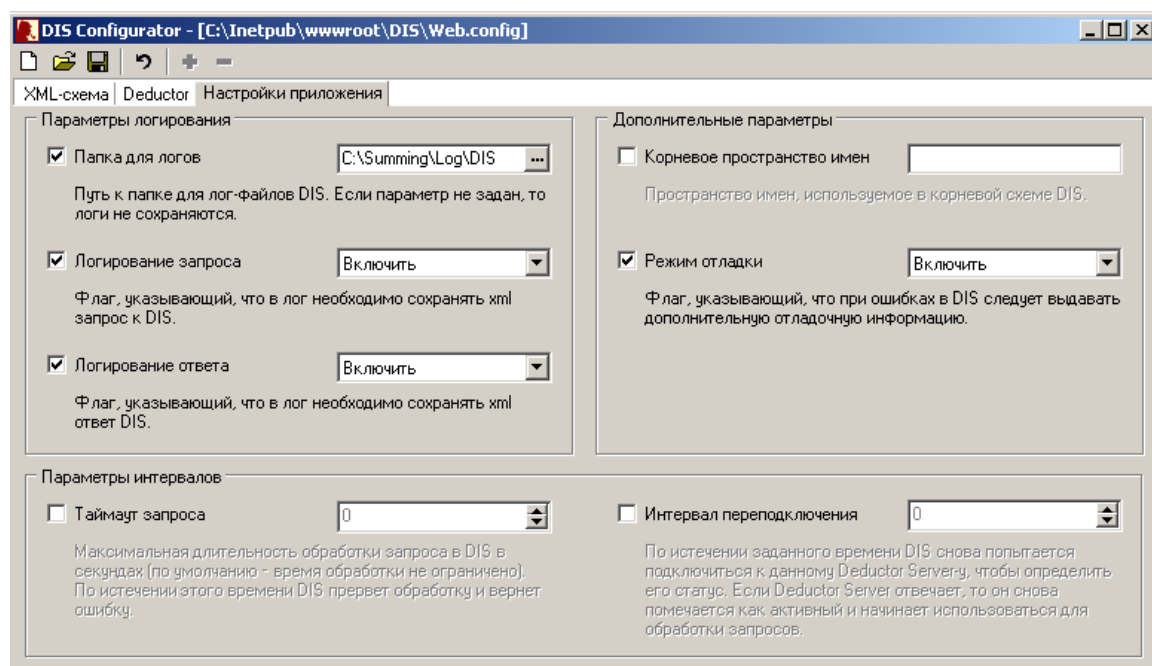 DIS Configurator - [C:\Inetpub\wwwroot\DIS\Web.config]
XML-схема Deductor Настройки приложения
Параметры логирования
Папка для логов C:\Summing\Log\DIS ...
Путь к папке для лог-файлов DIS. Если параметр не задан, то
логи не сохраняются.
Логирование запроса Включить
Флаг, указывающий, что в лог необходимо сохранять xml
запрос к DIS.
Логирование ответа Включить
Флаг, указывающий, что в лог необходимо сохранять xml
ответ DIS.
Дополнительные параметры
Корневое пространство имен
Пространство имен, используемое в корневой схеме DIS.
Режим отладки Включить
Флаг, указывающий, что при ошибках в DIS следует выдавать
дополнительную отладочную информацию.
Параметры интервалов
Таймаут запроса 0
Максимальная длительность обработки запроса в DIS в
секундах (по умолчанию - время обработки не ограничено).
По истечении этого времени DIS прервет обработку и вернет
ошибку.
Интервал переподключения 0
По истечении заданного времени DIS снова попытается
подключиться к данному Deductor Server-у, чтобы определить
его статус. Если Deductor Server отвечает, то он снова
помечается как активный и начинает использоваться для
обработки запросов.